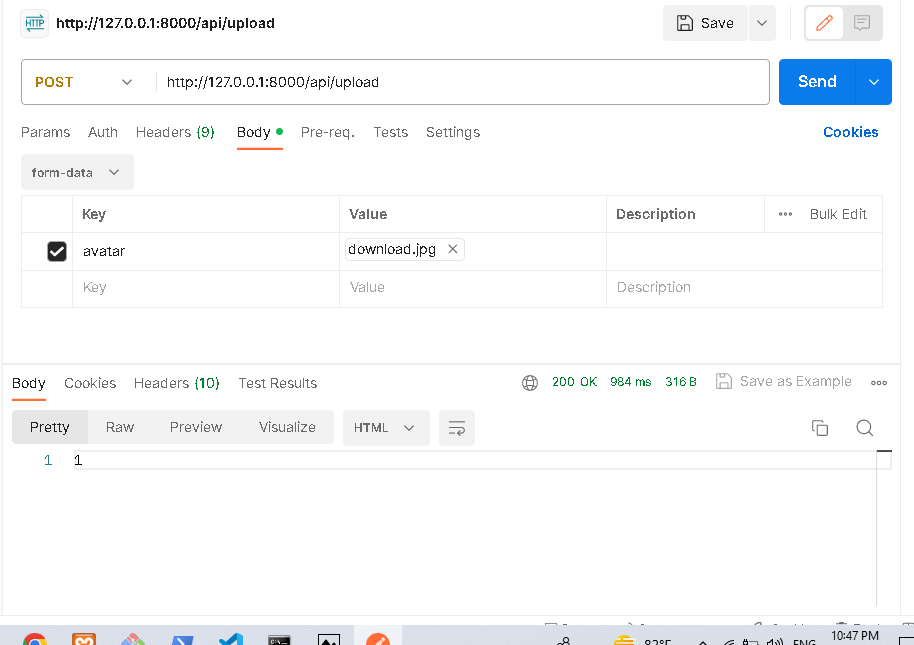 HTTP http://127.0.0.1:8000/api/upload Save
POST http://127.0.0.1:8000/api/upload Send
Params Auth Headers (9) Body Pre-req. Tests Settings Cookies
form-data
Key Value Description ••• Bulk Edit
avatar download.jpg
Key Value Description
Body Cookies Headers (10) Test Results 200 OK 984 ms 316 B Save as Example
Pretty Raw Preview Visualize HTML
1 1
82°F ENG 10:47 PM